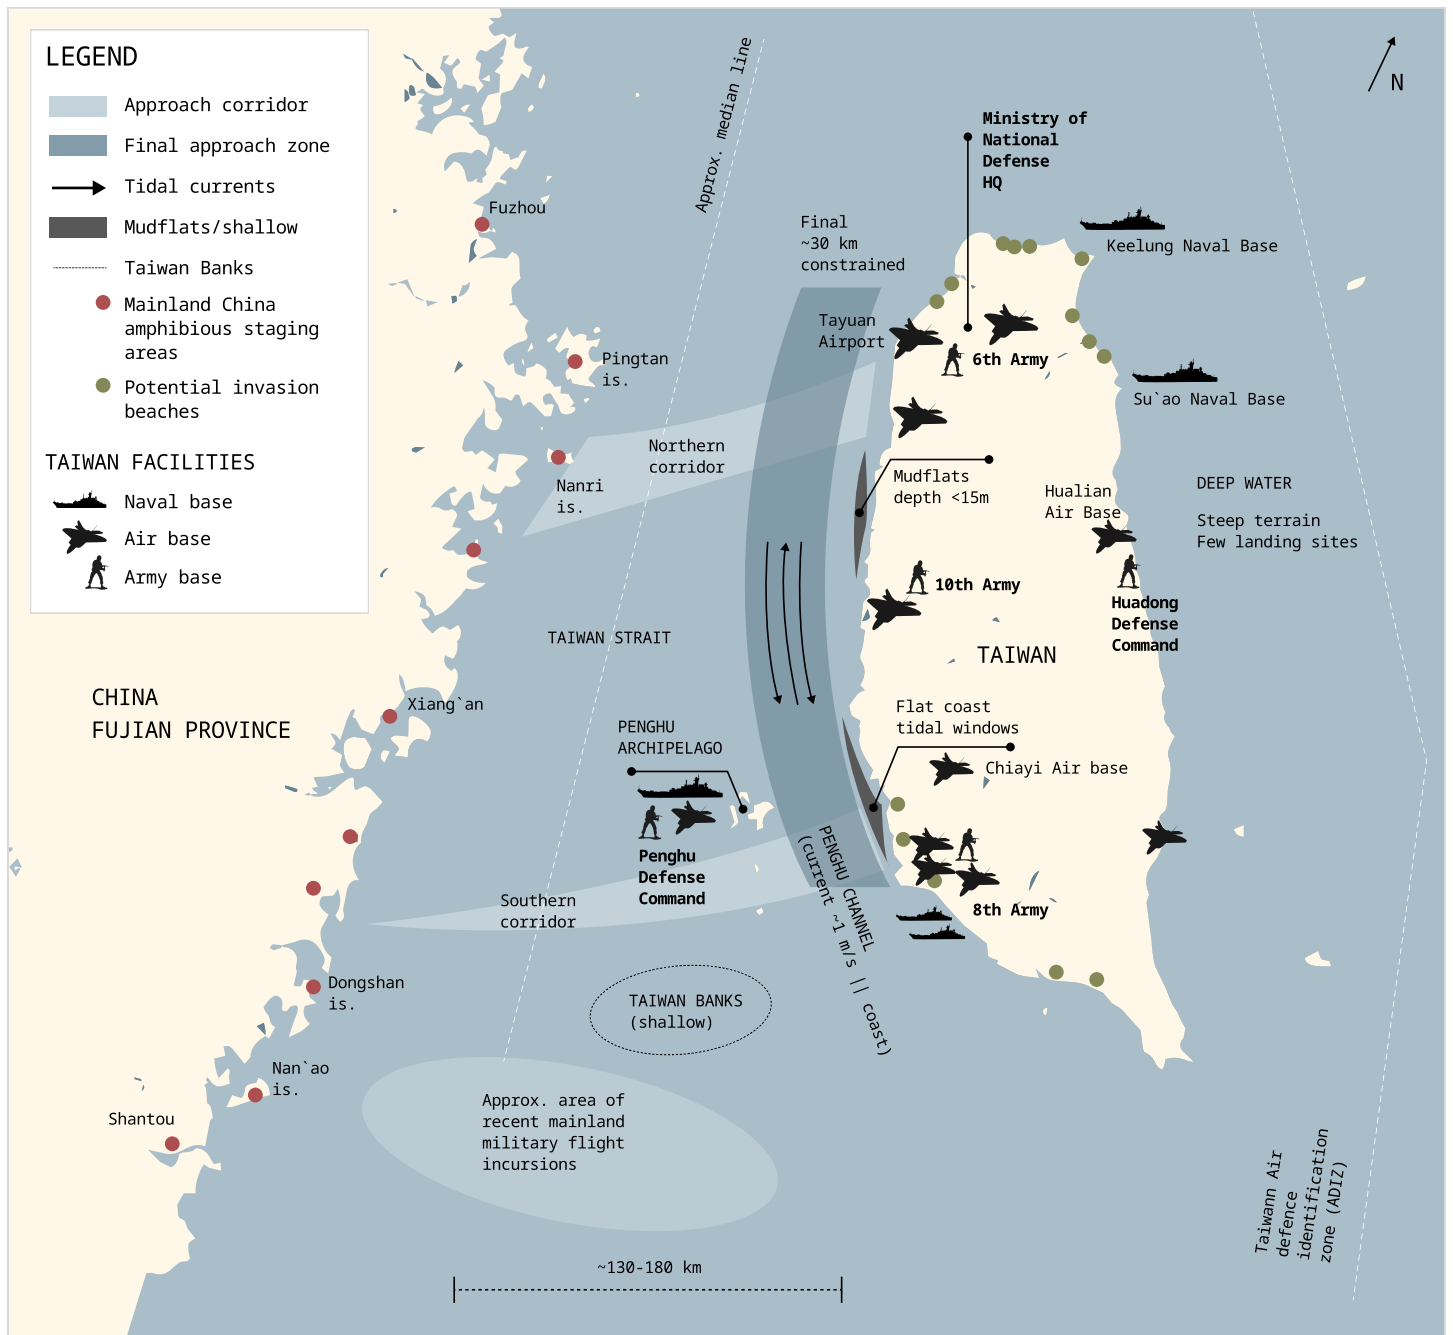 LEGEND
Approach corridor
Final approach zone
Tidal currents
Mudflats/shallow
Taiwan Banks
Mainland China
amphibious staging
areas
Potential invasion
beaches
TAIWAN FACILITIES
Naval base
Air base
Army base
Approx. median line
N
Ministry of
National
Defense
HQ
Fuzhou
Final
~30 km
constrained
Keelung Naval Base
Tayuan
Airport
6th Army
Pingtan
is.
Su`ao Naval Base
Northern
corridor
Nanri
is.
Mudflats
depth <15m
Hualian
Air Base
DEEP WATER
Steep terrain
Few landing sites
10th Army
Huadong
Defense
Command
TAIWAN STRAIT
TAIWAN
CHINA
FUJIAN PROVINCE
Xiang`an
PENGHU
ARCHIPELAGO
Flat coast
tidal windows
Chiayi Air base
Penghu
Defense
Command
PENGHU CHANNEL
(current ~1 m/s || coast)
Southern
corridor
8th Army
Dongshan
is.
TAIWAN BANKS
(shallow)
Nan`ao
is.
Shantou
Approx. area of
recent mainland
military flight
incursions
Taiwann Air
defence
identification
zone (ADIZ)
~130-180 km